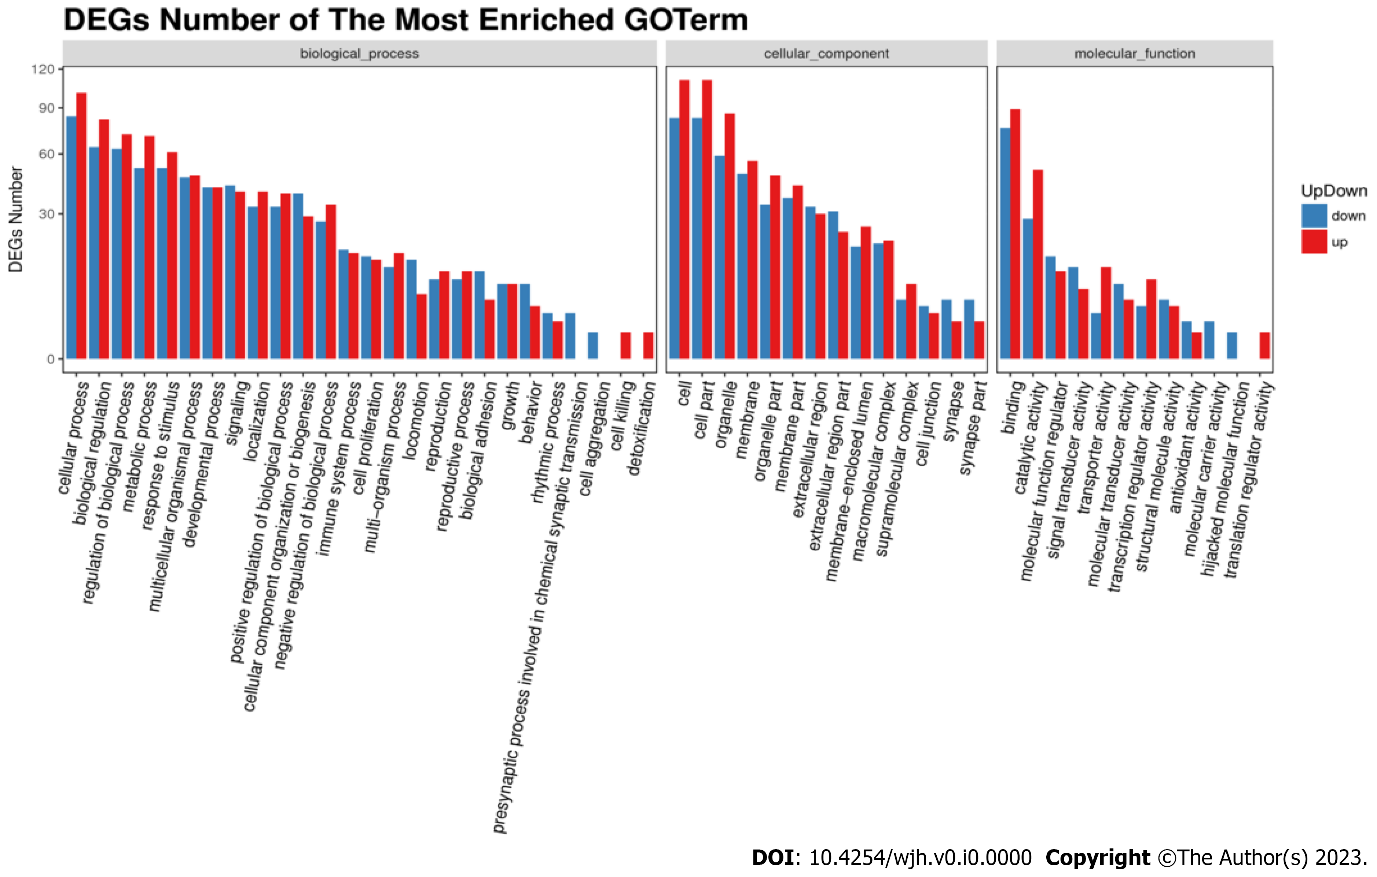 DEGs Number of The Most Enriched GOTerm
biological_process
cellular_component
molecular_function
DEGs Number
120
90
60
30
0
UpDown
down
up
cellular process
biological regulation
regulation of biological process
metabolic process
response to stimulus
multicellular organismal process
developmental process
signaling
localization
positive regulation of biological process
cellular component organization or biogenesis
negative regulation of biological process
immune system process
cell proliferation
multi−organism process
locomotion
reproduction
reproductive process
biological adhesion
growth
behavior
rhythmic process
presynaptic process involved in chemical synaptic transmission
cell aggregation
cell killing
detoxification
cell
cell part
organelle
membrane
organelle part
membrane part
extracellular region
extracellular region part
membrane−enclosed lumen
macromolecular complex
supramolecular complex
cell junction
synapse
synapse part
binding
catalytic activity
molecular function regulator
signal transducer activity
transporter activity
molecular transducer activity
transcription regulator activity
structural molecule activity
antioxidant activity
molecular carrier activity
hijacked molecular function
translation regulator activity
DOI: 10.4254/wjh.v0.i0.0000 Copyright ©The Author(s) 2023.